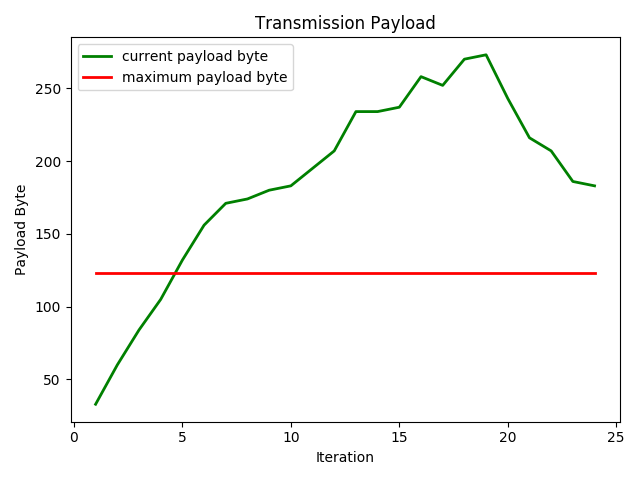 Transmission Payload
current payload byte
maximum payload byte
250
200
150
100
50
Payload Byte
0 5 10 15 20 25
Iteration